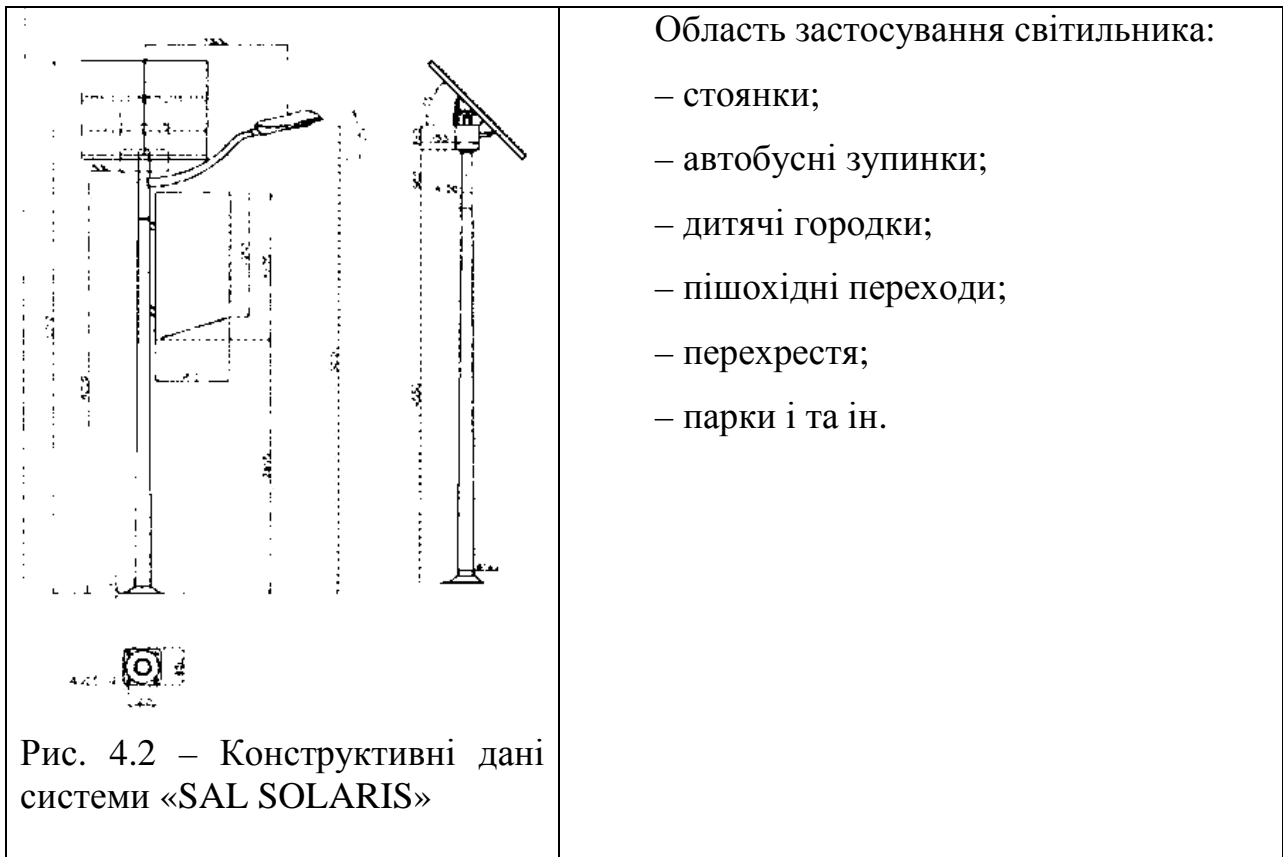 Рис. 4.2 – Конструктивні дані
системи «SAL SOLARIS»
Область застосування світильника:
– стоянки;
– автобусні зупинки;
– дитячі городки;
– пішохідні переходи;
– перехрестя;
– парки і та ін.